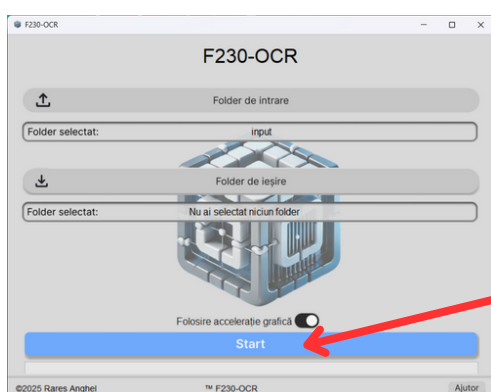 F230-OCR
F230-OCR
Folder de intrare
Folder selectat: input
Folder de ieșire
Folder selectat: Nu ai selectat niciun folder
Folosire accelerație grafică
Start
©2025 Rares Anghel ™ F230-OCR Ajutor